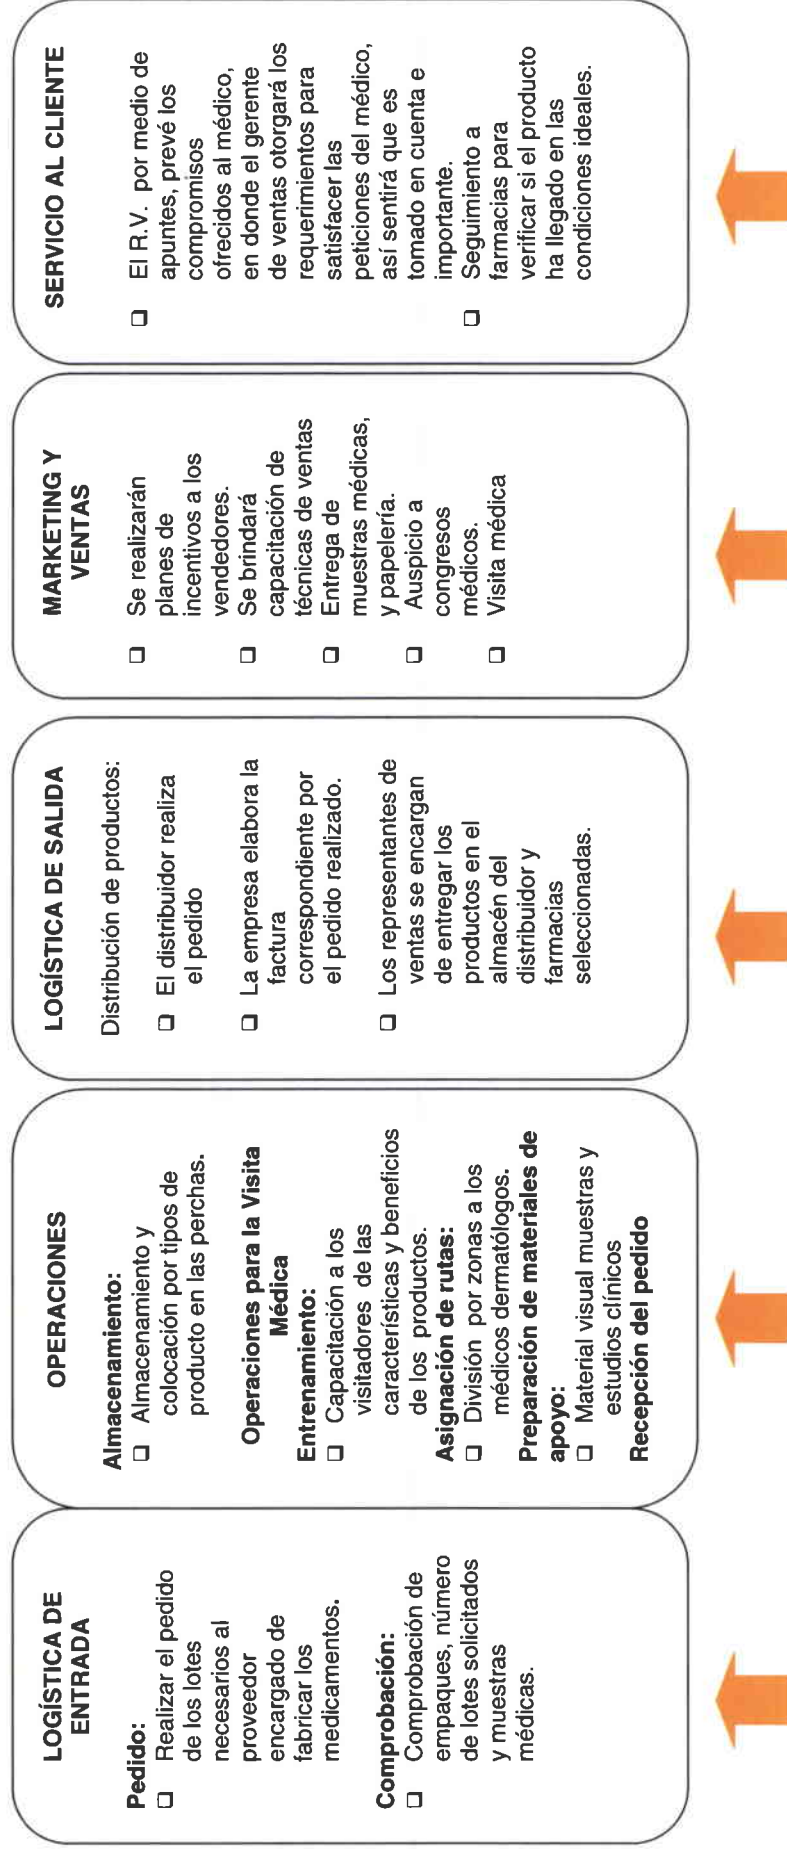 LOGÍSTICA DE
ENTRADA
Pedido:
❑ Realizar el pedido
de los lotes
necesarios al
proveedor
encargado de
fabricar los
medicamentos.
Comprobación:
❑ Comprobación de
empaques, número
de lotes solicitados
y muestras
médicas.
OPERACIONES
Almacenamiento:
❑ Almacenamiento y
colocación por tipos de
producto en las perchas.
Operaciones para la Visita
Médica
Entrenamiento:
❑ Capacitación a los
visitadores de las
características y beneficios
de los productos.
Asignación de rutas:
❑ División por zonas a los
médicos dermatólogos.
Preparación de materiales de
apoyo:
❑ Material visual muestras y
estudios clínicos
Recepción del pedido
LOGÍSTICA DE SALIDA
Distribución de productos:
❑ El distribuidor realiza
el pedido
❑ La empresa elabora la
factura
correspondiente por
el pedido realizado.
❑ Los representantes de
ventas se encargan
de entregar los
productos en el
almacén del
distribuidor y
farmacias
seleccionadas.
MARKETING Y
VENTAS
❑ Se realizarán
planes de
incentivos a los
vendedores.
❑ Se brindará
capacitación de
técnicas de ventas
❑ Entrega de
muestras médicas,
y papelería.
❑ Auspicio a
congresos
médicos.
❑ Visita médica
SERVICIO AL CLIENTE
❑ El R.V. por medio de
apuntes, prevé los
compromisos
ofrecidos al médico,
en donde el gerente
de ventas otorgará los
requerimientos para
satisfacer las
peticiones del médico,
así sentirá que es
tomado en cuenta e
importante.
❑ Seguimiento a
farmacias para
verificar si el producto
ha llegado en las
condiciones ideales.